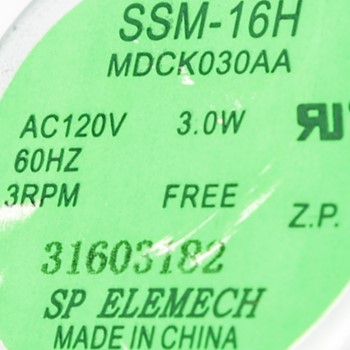 SSM-16H
MDCK030AA
AC120V 3.0W
60HZ
3RPM FREE
Z.P.
31603182
SP ELEMECH
MADE IN CHINA